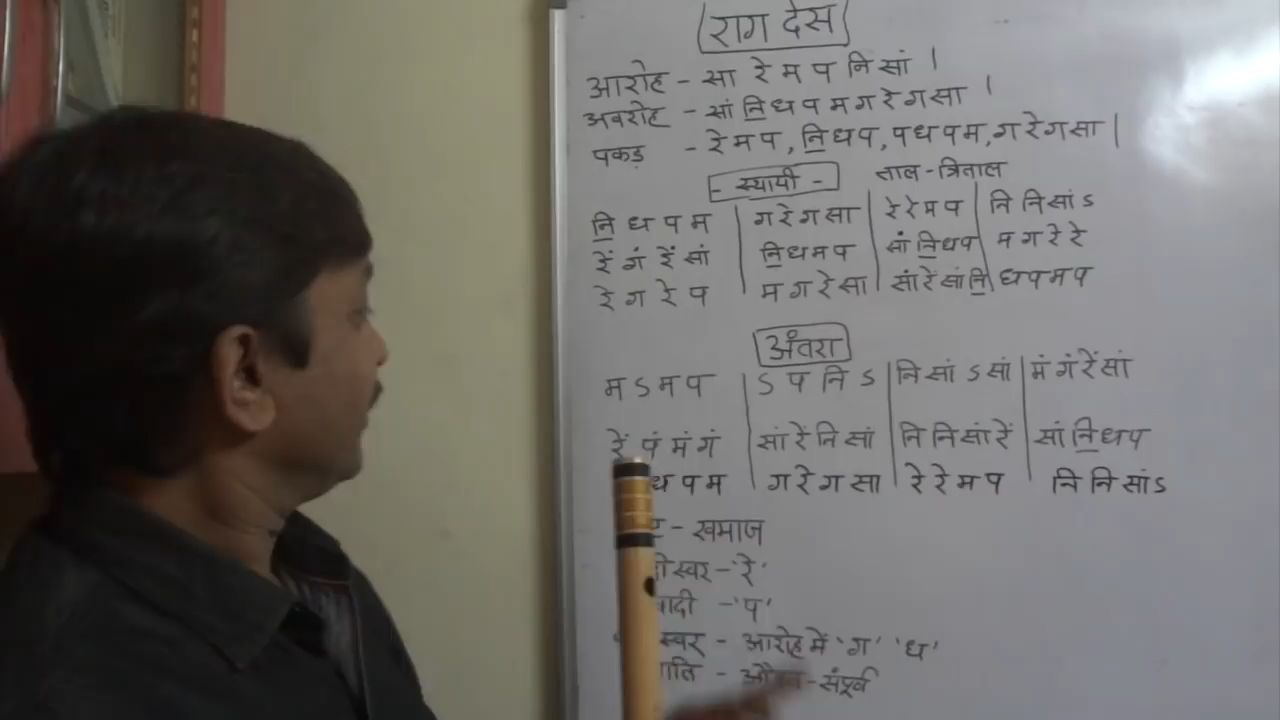 राग देस
आरोह - सा रे म प नि सां ।
अवरोह - सां नि॒ ध प म ग रे ग सा ।
पकड़ - रे म प, नि॒ ध प, प ध प म, ग रे ग सा |
- स्थायी - ताल-त्रिताल
नि॒ ध प म | ग रे ग सा | रे रे म प | नि नि सां ऽ
रें गं रें सां | नि॒ ध म प | सां नि॒ ध प | म ग रे रे
रे ग रे प | म ग रे सा | सां रें सां नि॒ | ध प म प
अंतरा
म ऽ म प | ऽ प नि ऽ | नि सां ऽ सां | मं गं रें सां
रें पं मं गं | सां रें नि सां | नि नि सां रें | सां नि॒ ध प
ध प म | ग रे ग सा | रे रे म प | नि नि सां ऽ
- खमाज
स्वर - 'रे'
वादी - 'प'
स्वर - आरोह में 'ग' 'ध'
- संपूर्व